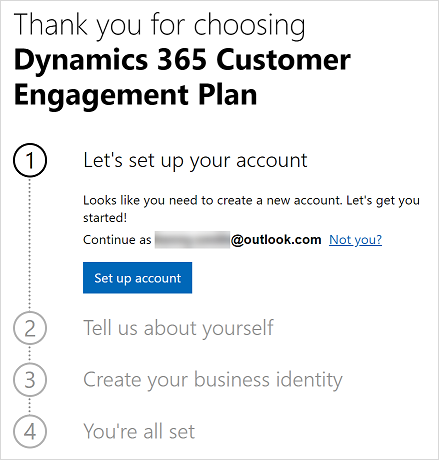 Thank you for choosing
Dynamics 365 Customer
Engagement Plan
1 Let's set up your account
Looks like you need to create a new account. Let's get you
started!
Continue as @outlook.com Not you?
Set up account
2 Tell us about yourself
3 Create your business identity
4 You're all set